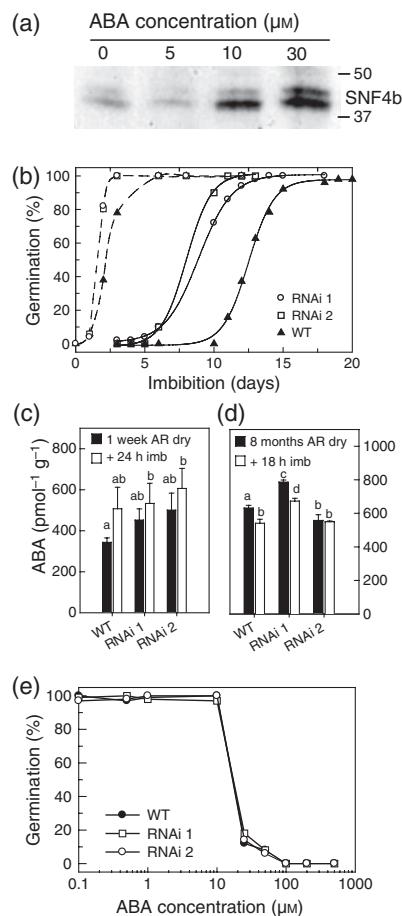 (a)
ABA concentration (μM)
0 5 10 30
50
SNF4b
37
(b)
100
80
60
40
20
0
Germination (%)
RNAi 1
RNAi 2
WT
0 5 10 15 20
Imbibition (days)
(c)
(d)
800
600
400
200
0
ABA (pmol–1 g–1)
1 week AR dry
+ 24 h imb
a ab ab b ab b
WT RNAi 1 RNAi 2
8 months AR dry
+ 18 h imb
a b c d b b
WT RNAi 1 RNAi 2
1000
800
600
400
200
0
(e)
100
80
60
40
20
0
Germination (%)
WT
RNAi 1
RNAi 2
0.1 1 10 100 1000
ABA concentration (μM)